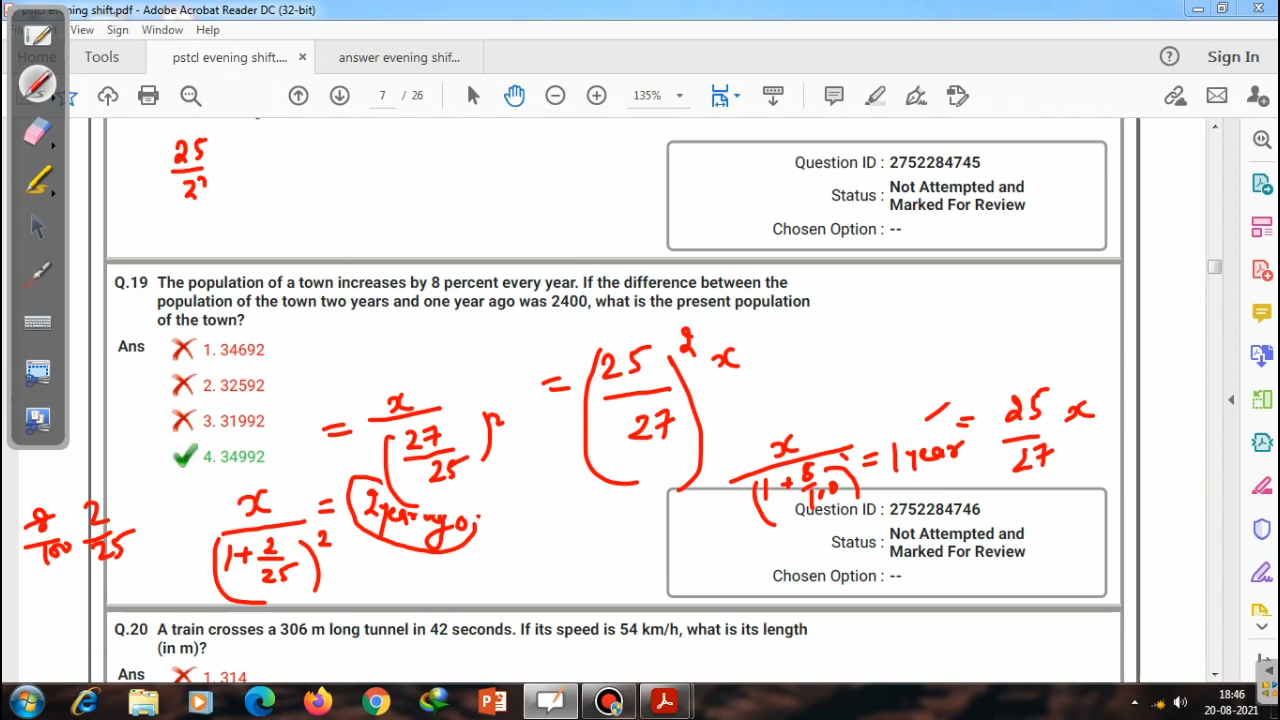 pstcl evening shift.pdf - Adobe Acrobat Reader DC (32-bit)
View Sign Window Help
Home Tools pstcl evening shift.... × answer evening shif... Sign In
7 / 26 135%
25
27
Question ID : 2752284745
Status : Not Attempted and
Marked For Review
Chosen Option : --
Q.19 The population of a town increases by 8 percent every year. If the difference between the
population of the town two years and one year ago was 2400, what is the present population
of the town?
Ans 1. 34692
2. 32592
3. 31992
4. 34992
= x / (27/25)²
= (25/27)² x
x / (1 + 8/100) = 1 year = 25/27 x
8/100 2/25
x / (1 + 2/25)² = 2 year ago
Question ID : 2752284746
Status : Not Attempted and
Marked For Review
Chosen Option : --
Q.20 A train crosses a 306 m long tunnel in 42 seconds. If its speed is 54 km/h, what is its length
(in m)?
Ans 1. 314
18:46
20-08-2021